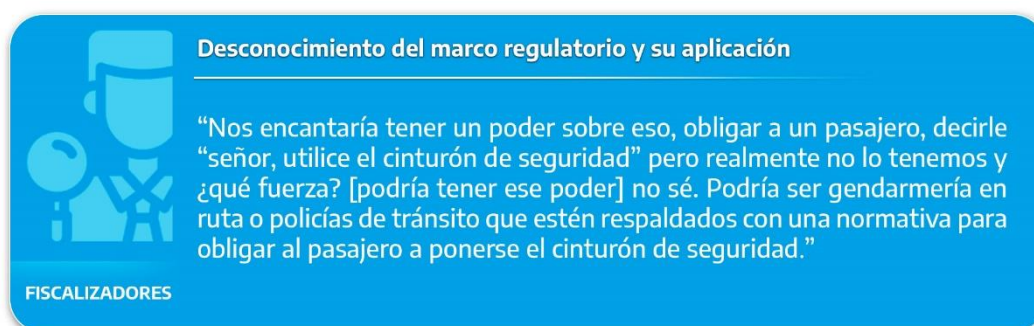 Desconocimiento del marco regulatorio y su aplicación
“Nos encantaría tener un poder sobre eso, obligar a un pasajero, decirle
“señor, utilice el cinturón de seguridad” pero realmente no lo tenemos y
¿qué fuerza? [podría tener ese poder] no sé. Podría ser gendarmería en
ruta o policías de tránsito que estén respaldados con una normativa para
obligar al pasajero a ponerse el cinturón de seguridad.”
FISCALIZADORES